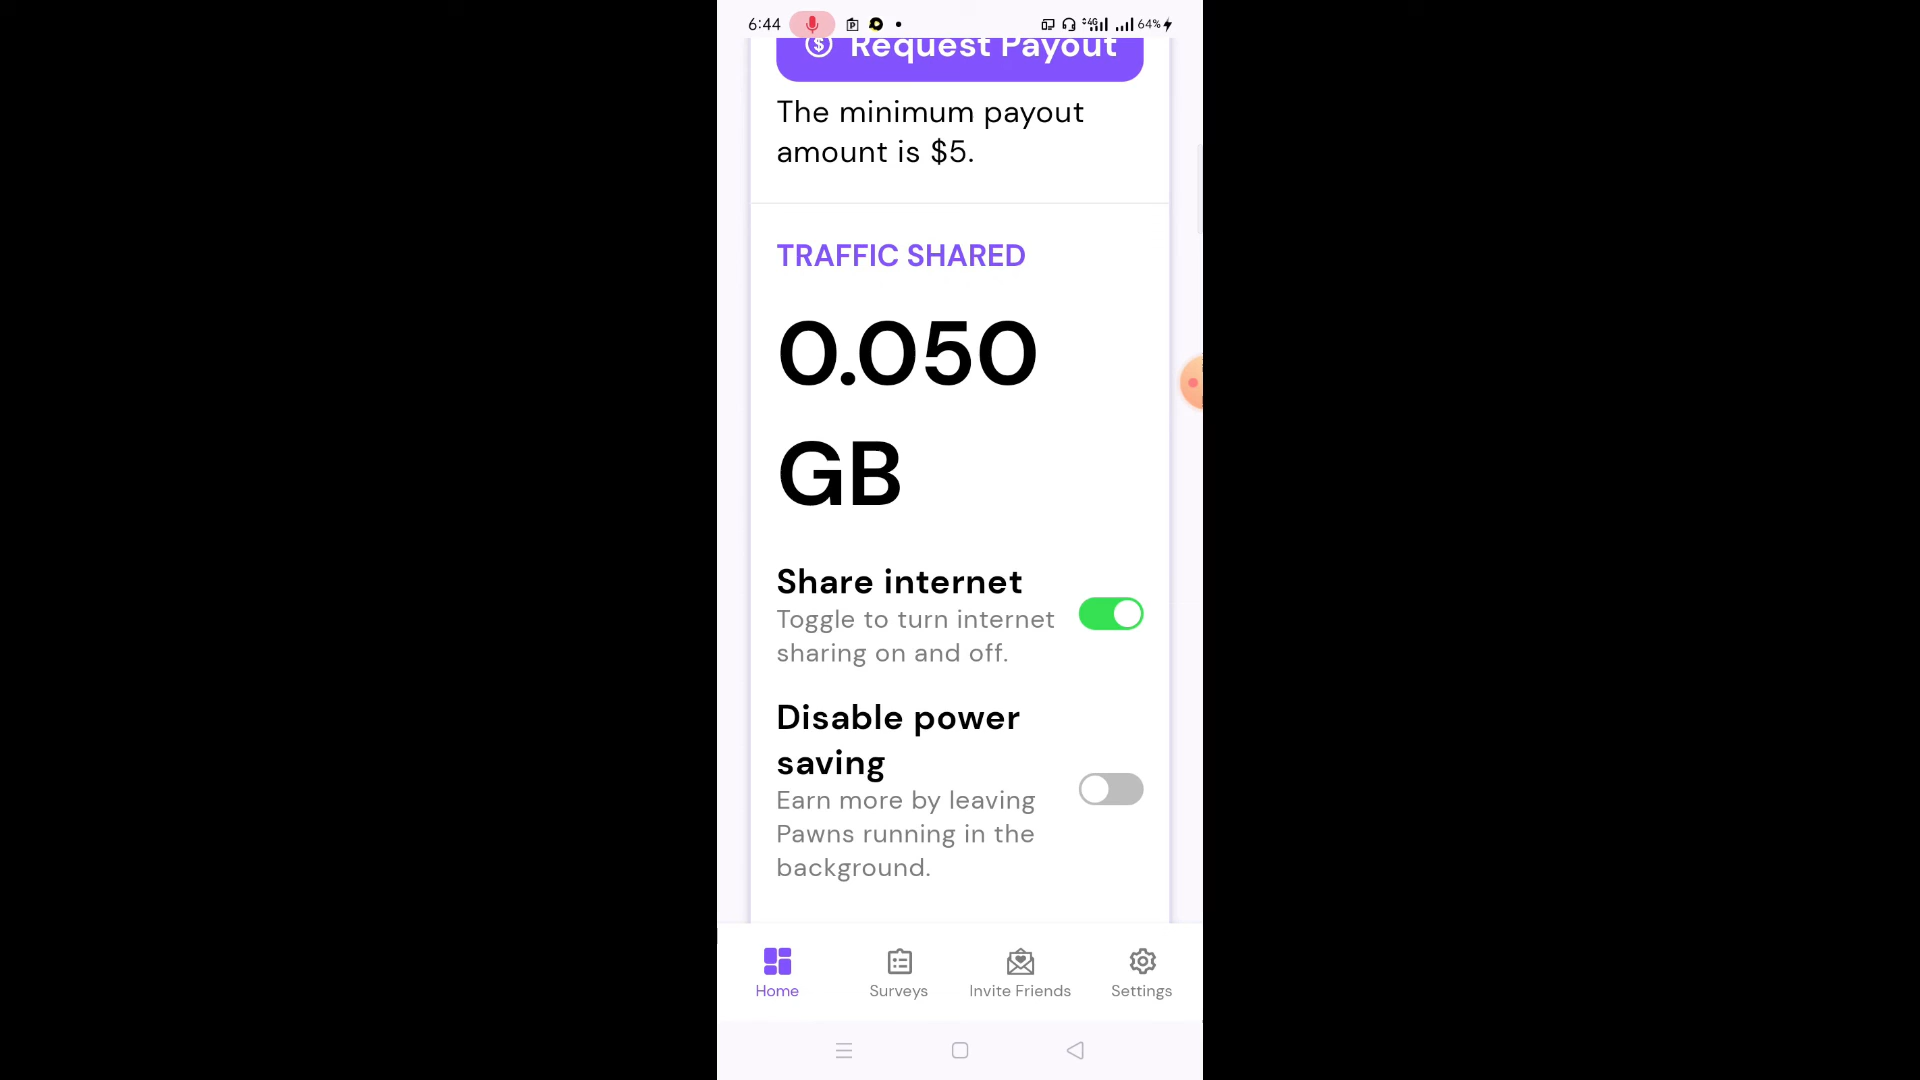 6:44
4G
64%
Request Payout
The minimum payout
amount is $5.
TRAFFIC SHARED
0.050
GB
Share internet
Toggle to turn internet
sharing on and off.
Disable power
saving
Earn more by leaving
Pawns running in the
background.
Home
Surveys
Invite Friends
Settings